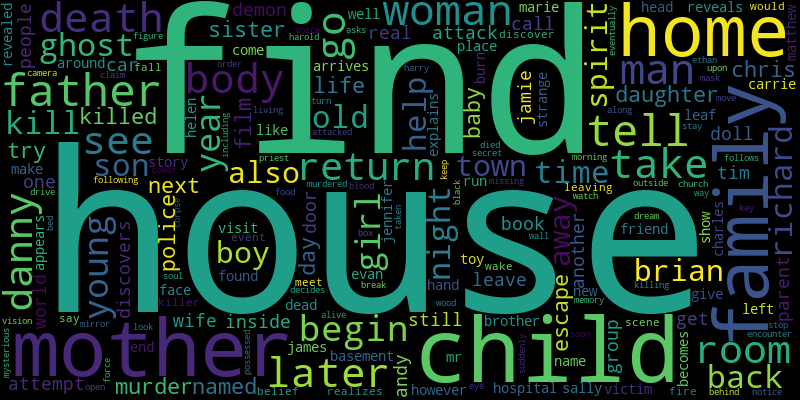 find
house
mother
child
family
home
woman
death
ghost
father
kill
killed
body
see
son
danny
young
year
old
go
spirit
man
daughter
tell
take
time
town
return
also
help
life
sister
film
real
attack
call
marie
demon
people
revealed
around
car
fall
figure
camera
claim
try
one
make
story
drive
bed
following
power
police
next
boy
girl
night
day
door
visit
event
found
face
soul
killer
world
appears
discovers
say
vision
mysterious
mirror
look
end
attempt
open
force
murder
named
wife
inside
begin
later
james
basement
realizes
belief
possessed
dead
alive
meet
decides
evan
break
box
taken
jennifer
andy
still
however
hospital
sally
victim
name
fire
behind
notice
brother
mr
eye
suddenly
soon
escape
group
scene
becomes
get
room
back
encounter
stop
left
give
brian
show
friend
charles
key
parent
richard
another
new
memory
killing
away
book
wall
leave
toy
wake
hand
wood
black
dream
outside
church
way
tim
follows
doll
leaf
stay
morning
missing
secret
died
run
keep
baby
burn
jamie
strange
explains
harry
place
discover
eventually
asks
well
voice
harold
order
come
arrives
like
turn
living
attacked
including
helen
priest
food
murdered
blood
watch
leaving
along
move
mask
upon
ethan
chris
carrie
head
reveals
would
matthew